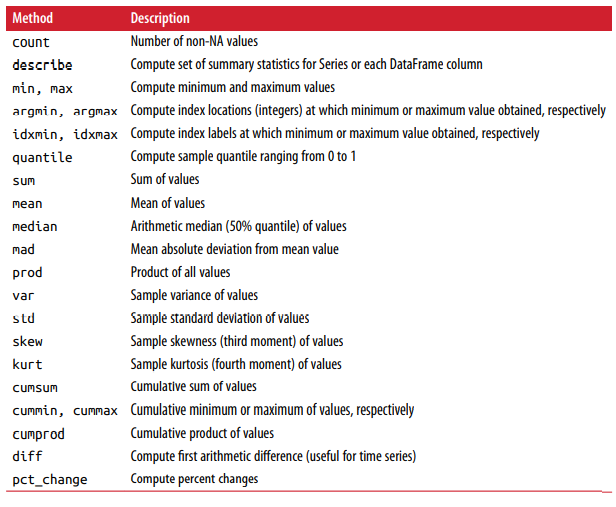 Method Description
count Number of non-NA values
describe Compute set of summary statistics for Series or each DataFrame column
min, max Compute minimum and maximum values
argmin, argmax Compute index locations (integers) at which minimum or maximum value obtained, respectively
idxmin, idxmax Compute index labels at which minimum or maximum value obtained, respectively
quantile Compute sample quantile ranging from 0 to 1
sum Sum of values
mean Mean of values
median Arithmetic median (50% quantile) of values
mad Mean absolute deviation from mean value
prod Product of all values
var Sample variance of values
std Sample standard deviation of values
skew Sample skewness (third moment) of values
kurt Sample kurtosis (fourth moment) of values
cumsum Cumulative sum of values
cummin, cummax Cumulative minimum or maximum of values, respectively
cumprod Cumulative product of values
diff Compute first arithmetic difference (useful for time series)
pct_change Compute percent changes